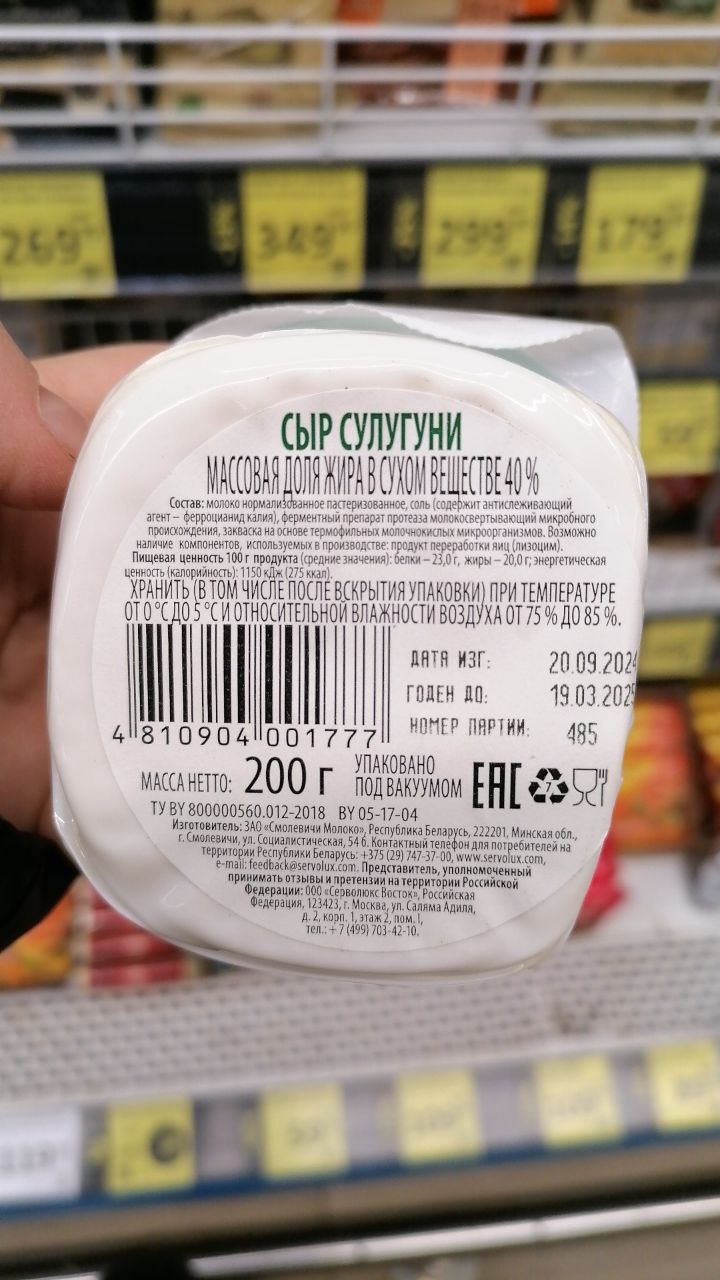 269
349
299
179
СЫР СУЛУГУНИ
МАССОВАЯ ДОЛЯ ЖИРА В СУХОМ ВЕЩЕСТВЕ 40 %
Состав: молоко нормализованное пастеризованное, соль (содержит антислеживающий
агент – ферроцианид калия), ферментный препарат протеаза молокосвертывающий микробного
происхождения, закваска на основе термофильных молочнокислых микроорганизмов. Возможно
наличие компонентов, используемых в производстве: продукт переработки яиц (лизоцим).
Пищевая ценность 100 г продукта (средние значения): белки – 23,0 г, жиры – 20,0 г; энергетическая
ценность (калорийность): 1150 кДж (275 ккал).
ХРАНИТЬ (В ТОМ ЧИСЛЕ ПОСЛЕ ВСКРЫТИЯ УПАКОВКИ) ПРИ ТЕМПЕРАТУРЕ
ОТ 0 °С ДО 5 °С И ОТНОСИТЕЛЬНОЙ ВЛАЖНОСТИ ВОЗДУХА ОТ 75 % ДО 85 %.
ДАТА ИЗГ: 20.09.2024
ГОДЕН ДО: 19.03.2025
НОМЕР ПАРТИИ: 485
4 810904 001777
МАССА НЕТТО: 200 г
УПАКОВАНО
ПОД ВАКУУМОМ
EAC
7
ТУ BY 800000560.012-2018 BY 05-17-04
Изготовитель: ЗАО «Смолевичи Молоко», Республика Беларусь, 222201, Минская обл.,
г. Смолевичи, ул. Социалистическая, 54 б. Контактный телефон для потребителей на
территории Республики Беларусь: +375 (29) 747-37-00, www.servolux.com,
e-mail: feedback@servolux.com. Представитель, уполномоченный
принимать отзывы и претензии на территории Российской
Федерации: ООО «Серволюкс Восток», Российская
Федерация, 123423, г. Москва, ул. Саляма Адиля,
д. 2, корп. 1, этаж 2, пом. I,
тел.: + 7 (499) 703-42-10.